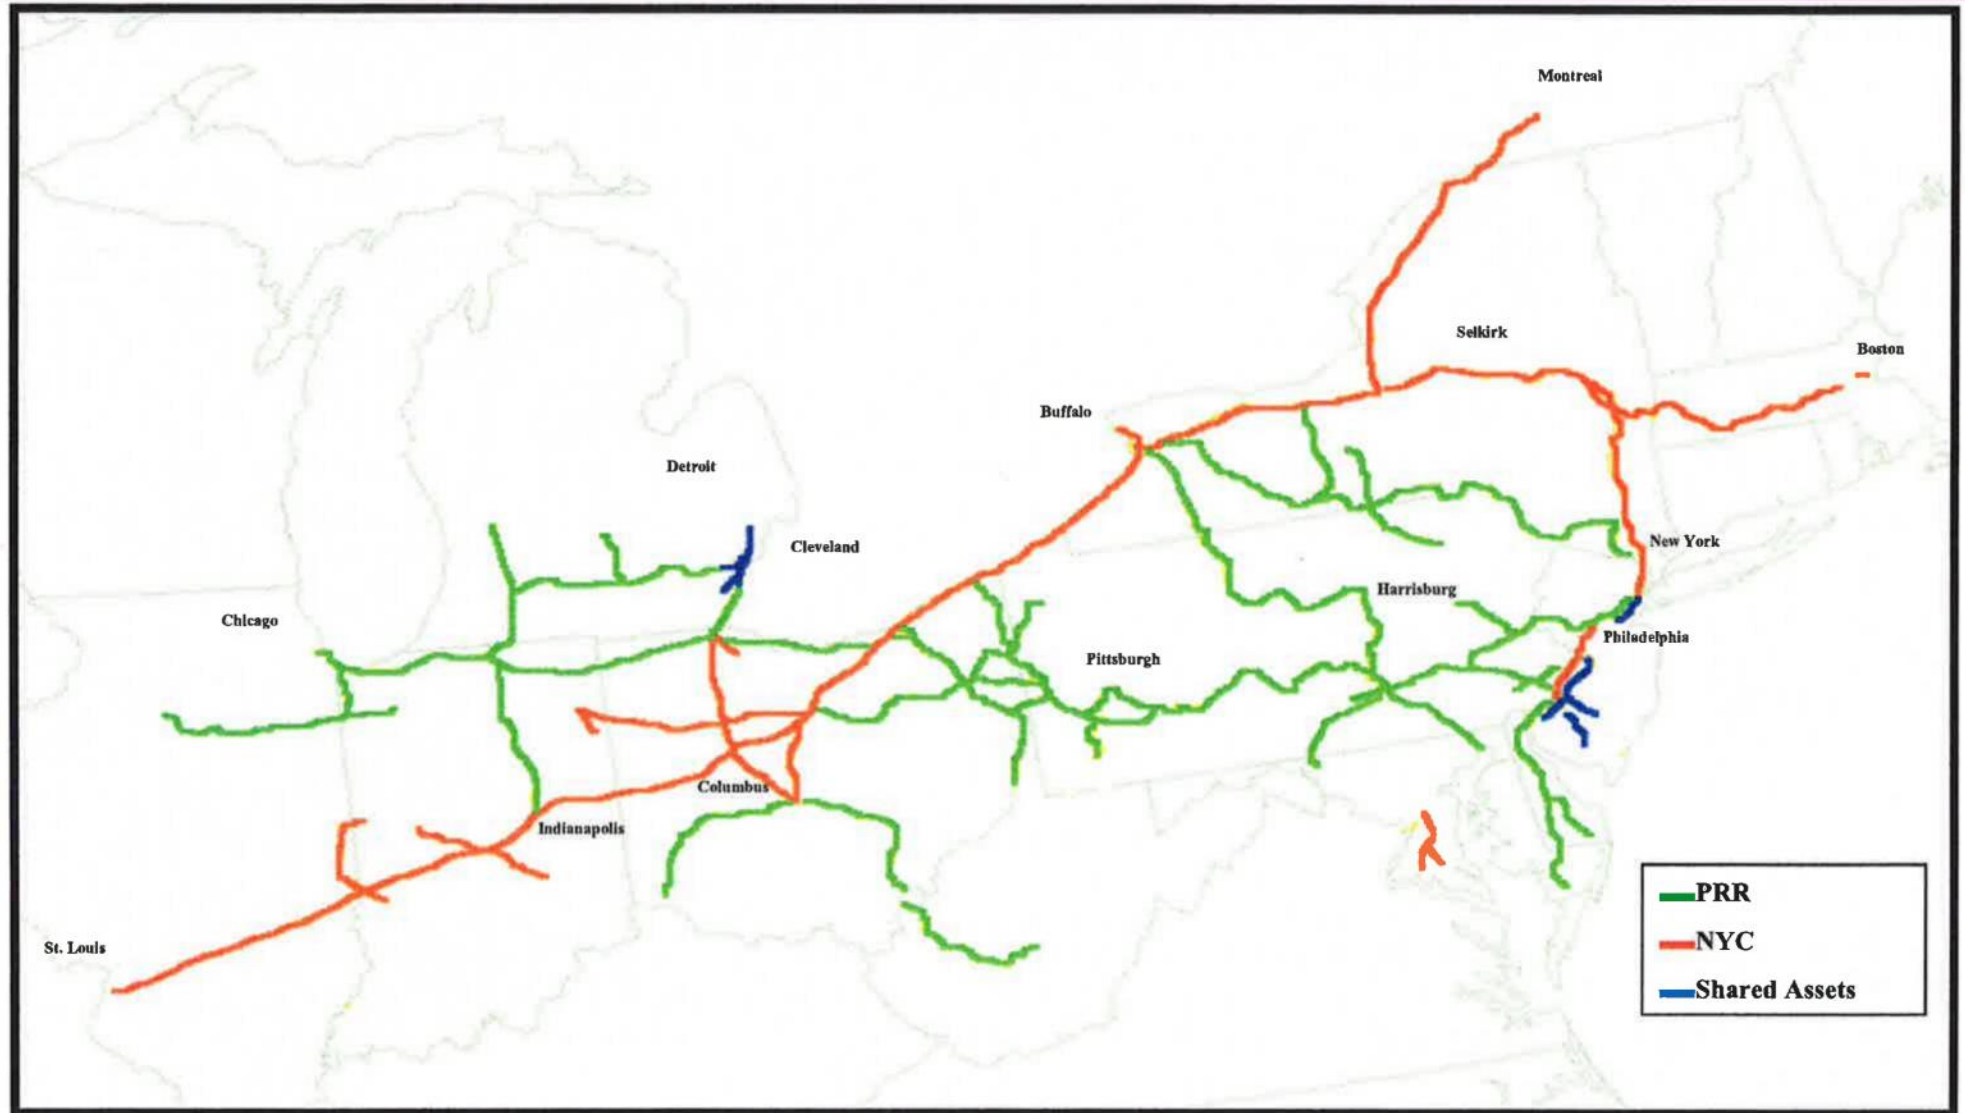 Montreal
Selkirk
Boston
Buffalo
Detroit
New York
Cleveland
Harrisburg
Chicago
Philadelphia
Pittsburgh
Columbus
Indianapolis
St. Louis
PRR
NYC
Shared Assets